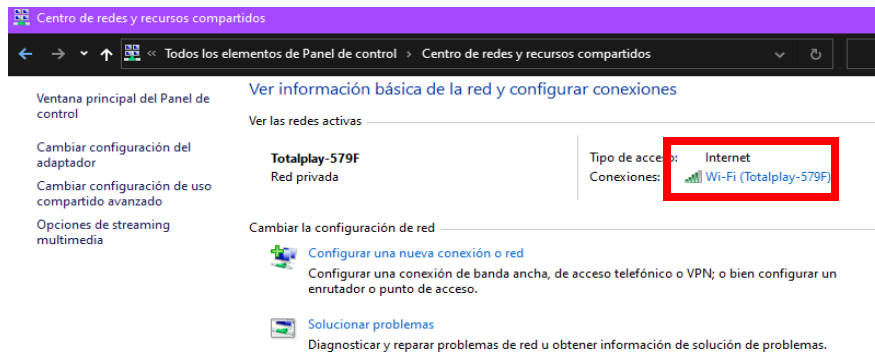 Centro de redes y recursos compartidos
« Todos los elementos de Panel de control › Centro de redes y recursos compartidos
Ventana principal del Panel de
control
Cambiar configuración del
adaptador
Cambiar configuración de uso
compartido avanzado
Opciones de streaming
multimedia
Ver información básica de la red y configurar conexiones
Ver las redes activas
Totalplay-579F
Red privada
Tipo de acceso: Internet
Conexiones: Wi-Fi (Totalplay-579F)
Cambiar la configuración de red
Configurar una nueva conexión o red
Configurar una conexión de banda ancha, de acceso telefónico o VPN; o bien configurar un
enrutador o punto de acceso.
Solucionar problemas
Diagnosticar y reparar problemas de red u obtener información de solución de problemas.